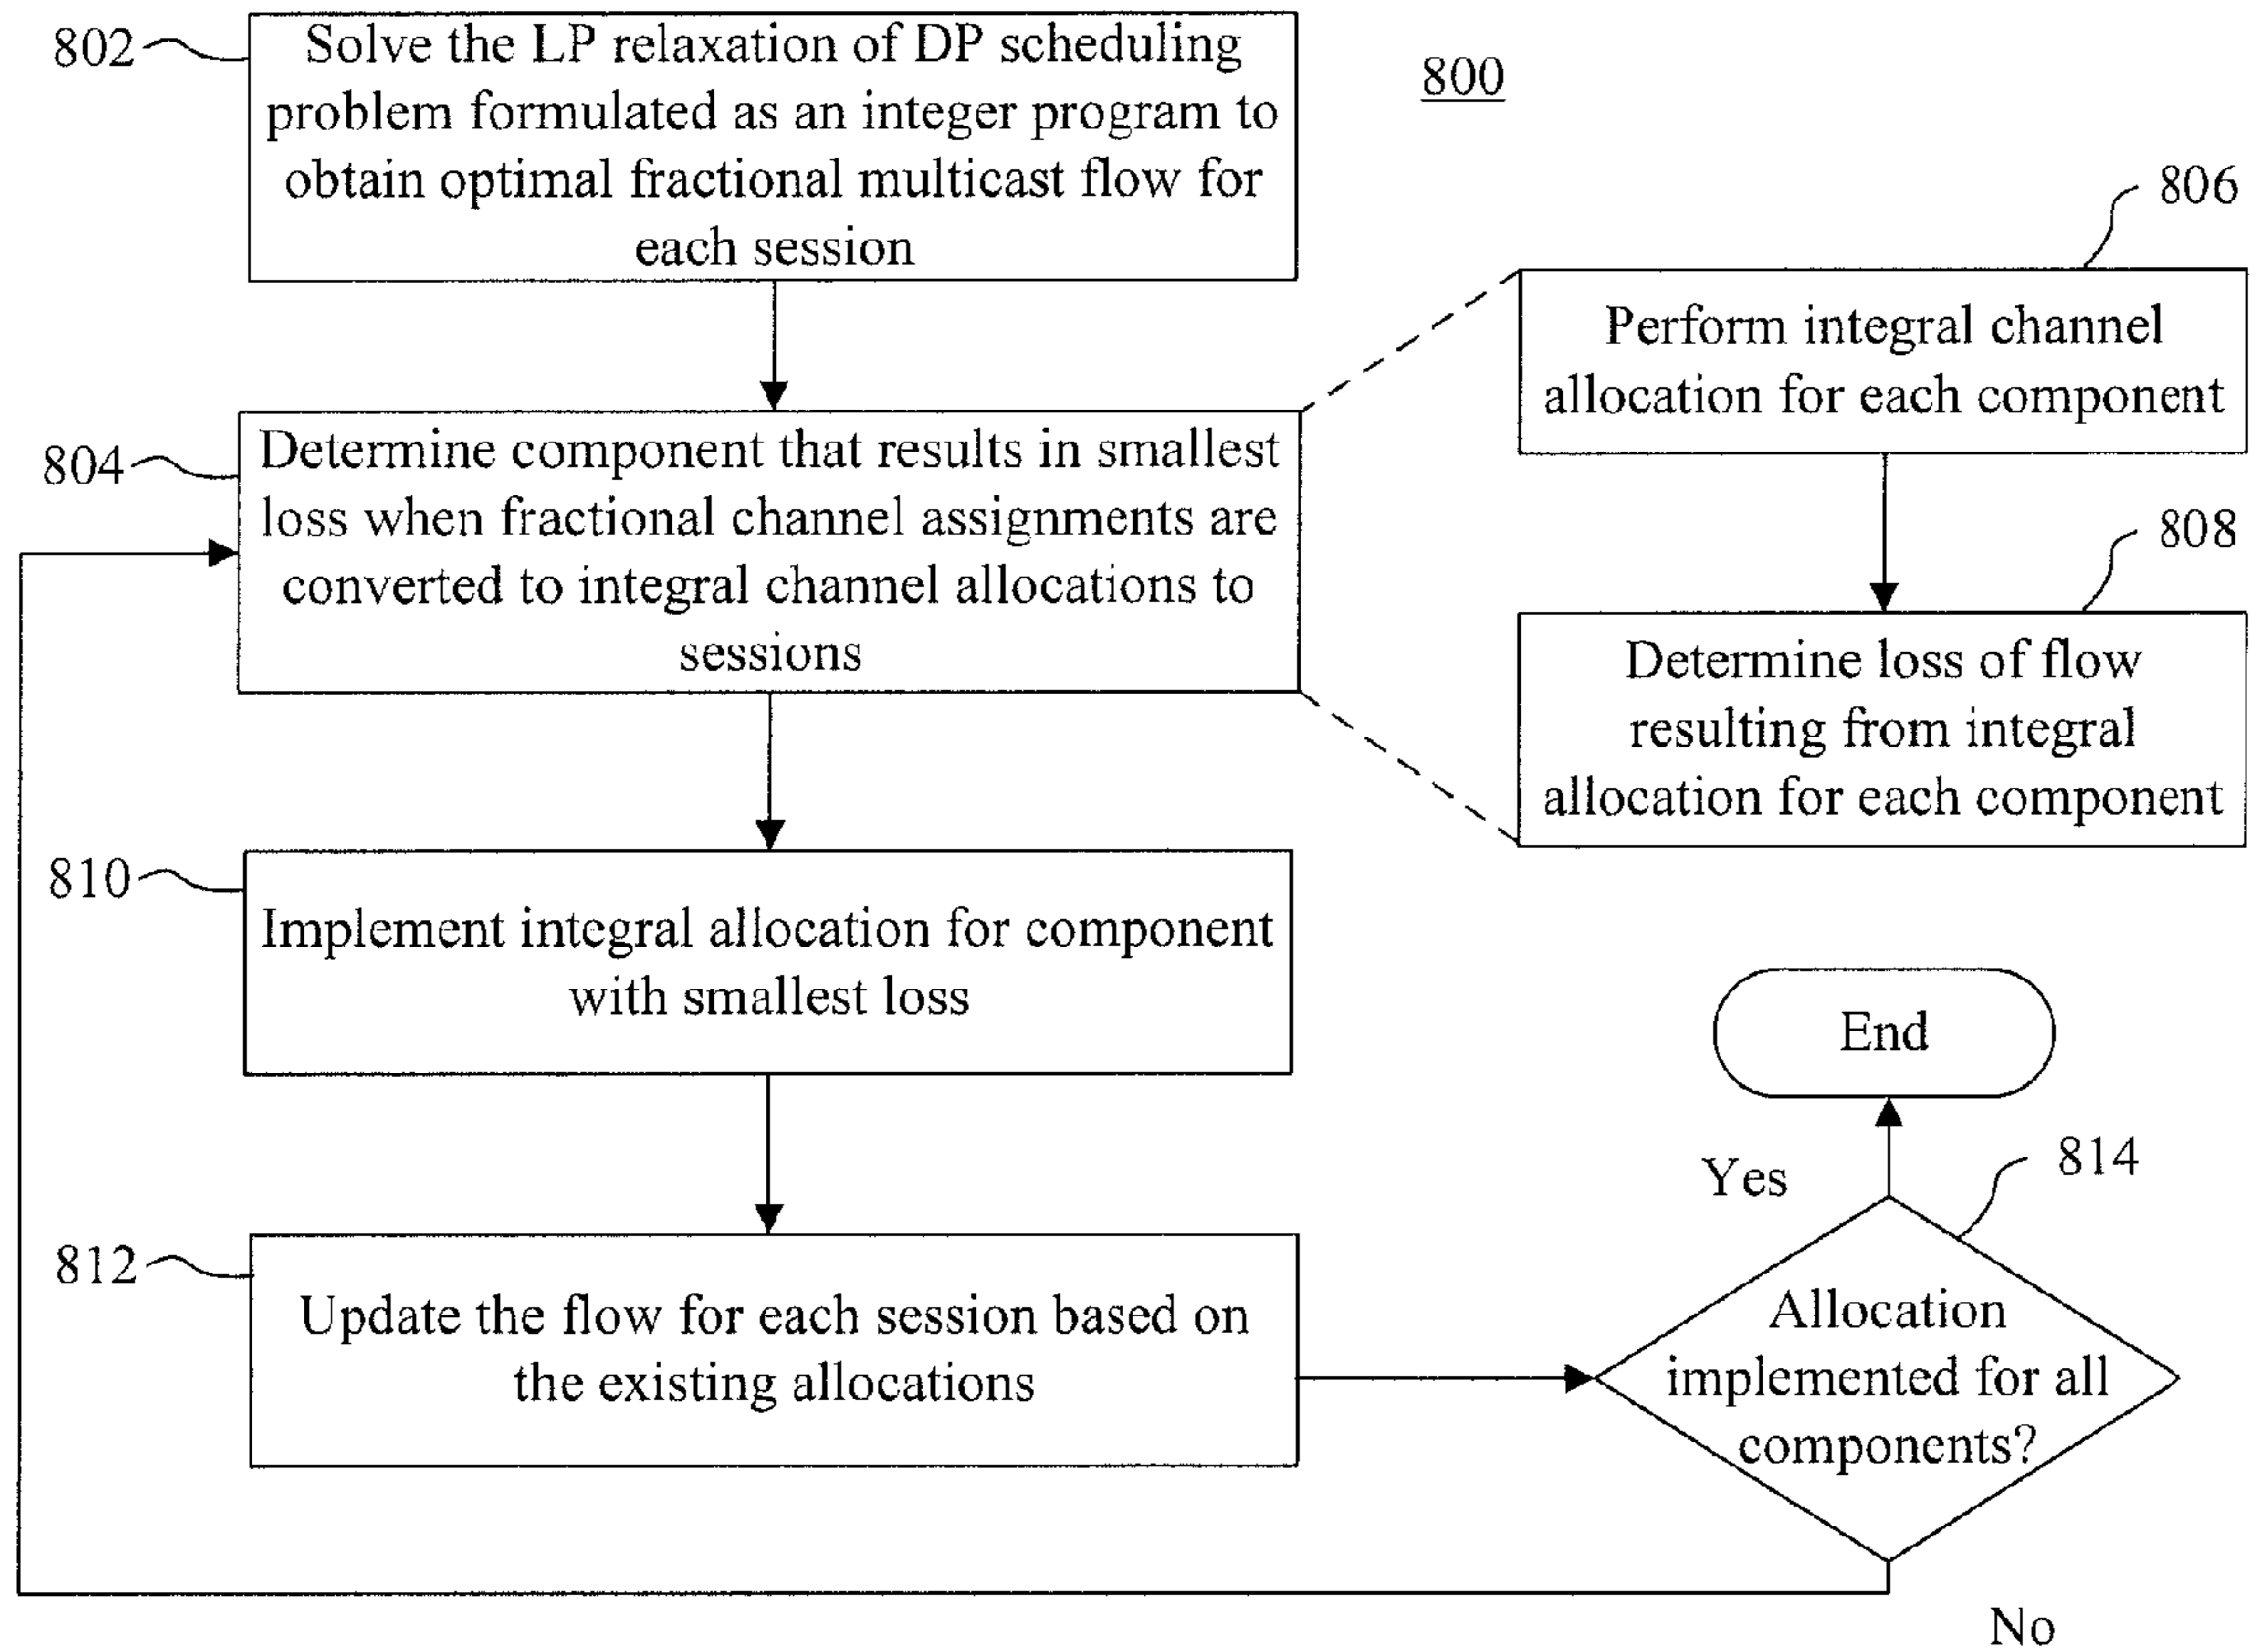 800
802
Solve the LP relaxation of DP scheduling
problem formulated as an integer program to
obtain optimal fractional multicast flow for
each session
804
Determine component that results in smallest
loss when fractional channel assignments are
converted to integral channel allocations to
sessions
806
Perform integral channel
allocation for each component
808
Determine loss of flow
resulting from integral
allocation for each component
810
Implement integral allocation for component
with smallest loss
812
Update the flow for each session based on
the existing allocations
814
Allocation
implemented for all
components?
Yes
End
No